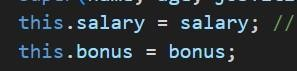 this.salary = salary; //
this.bonus = bonus;